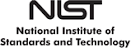 NIST
National Institute of
Standards and Technology